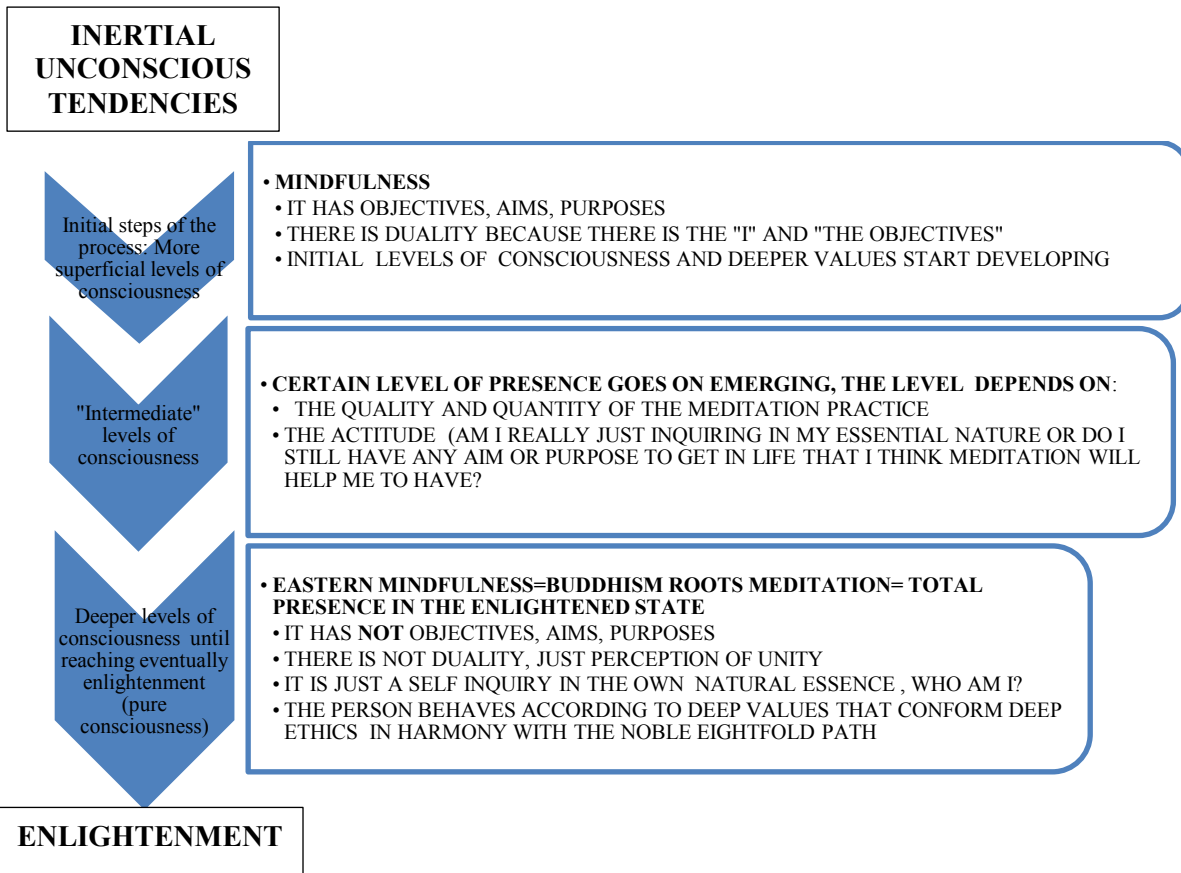 INERTIAL
UNCONSCIOUS
TENDENCIES
Initial steps of the
process: More
superficial levels of
consciousness
• MINDFULNESS
• IT HAS OBJECTIVES, AIMS, PURPOSES
• THERE IS DUALITY BECAUSE THERE IS THE "I" AND "THE OBJECTIVES"
• INITIAL LEVELS OF CONSCIOUSNESS AND DEEPER VALUES START DEVELOPING
"Intermediate"
levels of
consciousness
• CERTAIN LEVEL OF PRESENCE GOES ON EMERGING, THE LEVEL DEPENDS ON:
• THE QUALITY AND QUANTITY OF THE MEDITATION PRACTICE
• THE ACTITUDE (AM I REALLY JUST INQUIRING IN MY ESSENTIAL NATURE OR DO I
STILL HAVE ANY AIM OR PURPOSE TO GET IN LIFE THAT I THINK MEDITATION WILL
HELP ME TO HAVE?
Deeper levels of
consciousness until
reaching eventually
enlightenment
(pure
consciousness)
• EASTERN MINDFULNESS=BUDDHISM ROOTS MEDITATION= TOTAL
PRESENCE IN THE ENLIGHTENED STATE
• IT HAS NOT OBJECTIVES, AIMS, PURPOSES
• THERE IS NOT DUALITY, JUST PERCEPTION OF UNITY
• IT IS JUST A SELF INQUIRY IN THE OWN NATURAL ESSENCE , WHO AM I?
• THE PERSON BEHAVES ACCORDING TO DEEP VALUES THAT CONFORM DEEP
ETHICS IN HARMONY WITH THE NOBLE EIGHTFOLD PATH
ENLIGHTENMENT